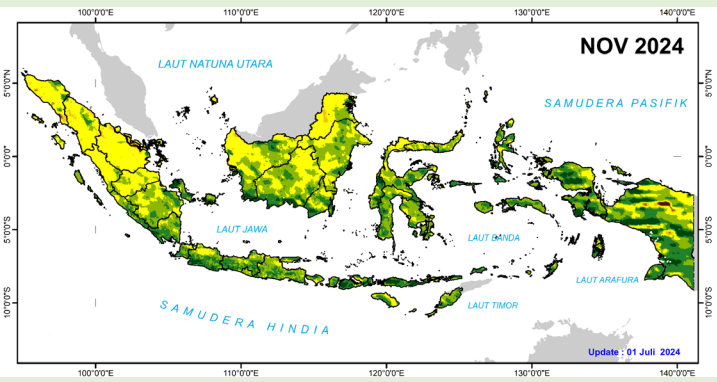 100°0'0"E 110°0'0"E 120°0'0"E 130°0'0"E 140°0'0"E
NOV 2024
LAUT NATUNA UTARA
5°0'0"N 5°0'0"N
SAMUDERA PASIFIK
0°0'0" 0°0'0"
LAUT JAWA
LAUT BANDA
5°0'0"S 5°0'0"S
LAUT ARAFURA
SAMUDERA HINDIA
LAUT TIMOR
10°0'0"S 10°0'0"S
Update : 01 Juli 2024
100°0'0"E 110°0'0"E 120°0'0"E 130°0'0"E 140°0'0"E